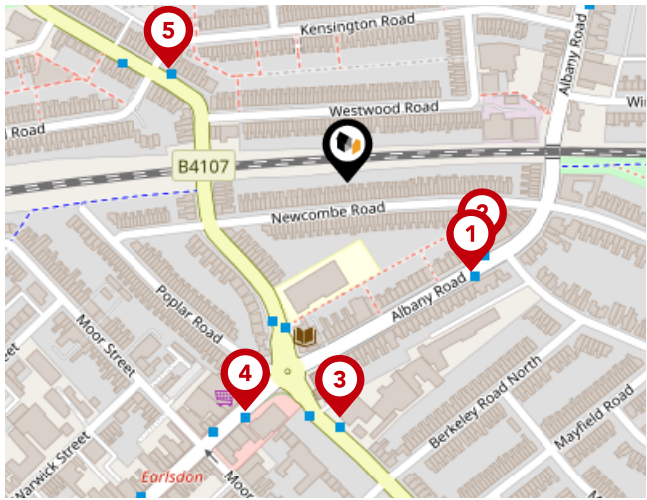 5
Kensington Road
Albany Road
Westwood Road
Road
B4107
Newcombe Road
1
Albany Road
Poplar Road
Moor Street
4
3
Berkeley Road North
Mayfield Road
Warwick Street
Earlsdon
Moor